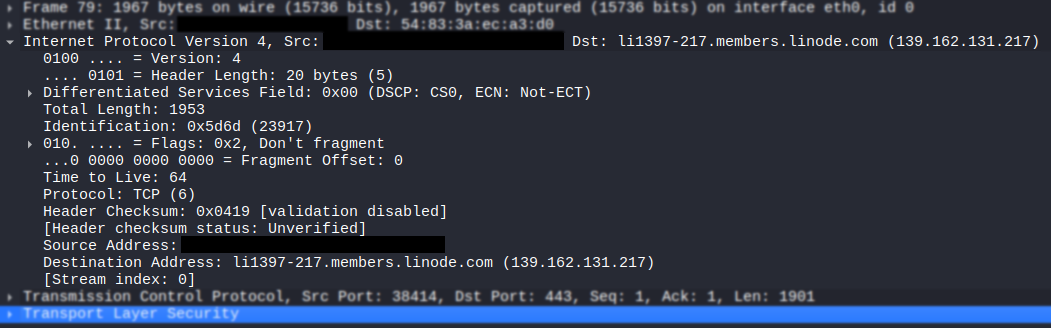 Frame 79: 1967 bytes on wire (15736 bits), 1967 bytes captured (15736 bits) on interface eth0, id 0
Ethernet II, Src: Dst: 54:83:3a:ec:a3:d0
Internet Protocol Version 4, Src: Dst: li1397-217.members.linode.com (139.162.131.217)
0100 .... = Version: 4
.... 0101 = Header Length: 20 bytes (5)
Differentiated Services Field: 0x00 (DSCP: CS0, ECN: Not-ECT)
Total Length: 1953
Identification: 0x5d6d (23917)
010. .... = Flags: 0x2, Don't fragment
...0 0000 0000 0000 = Fragment Offset: 0
Time to Live: 64
Protocol: TCP (6)
Header Checksum: 0x0419 [validation disabled]
[Header checksum status: Unverified]
Source Address:
Destination Address: li1397-217.members.linode.com (139.162.131.217)
[Stream index: 0]
Transmission Control Protocol, Src Port: 38414, Dst Port: 443, Seq: 1, Ack: 1, Len: 1901
Transport Layer Security